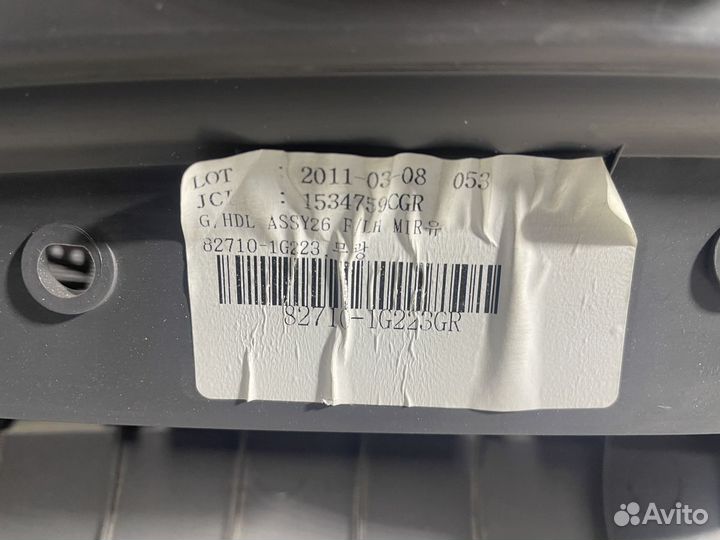 LOT : 2011-03-08 053
JCI : 1534759CGR
G,HDL ASSY26 F/LH MIR유
82710-1G223 무광
82710-1G223GR
Avito